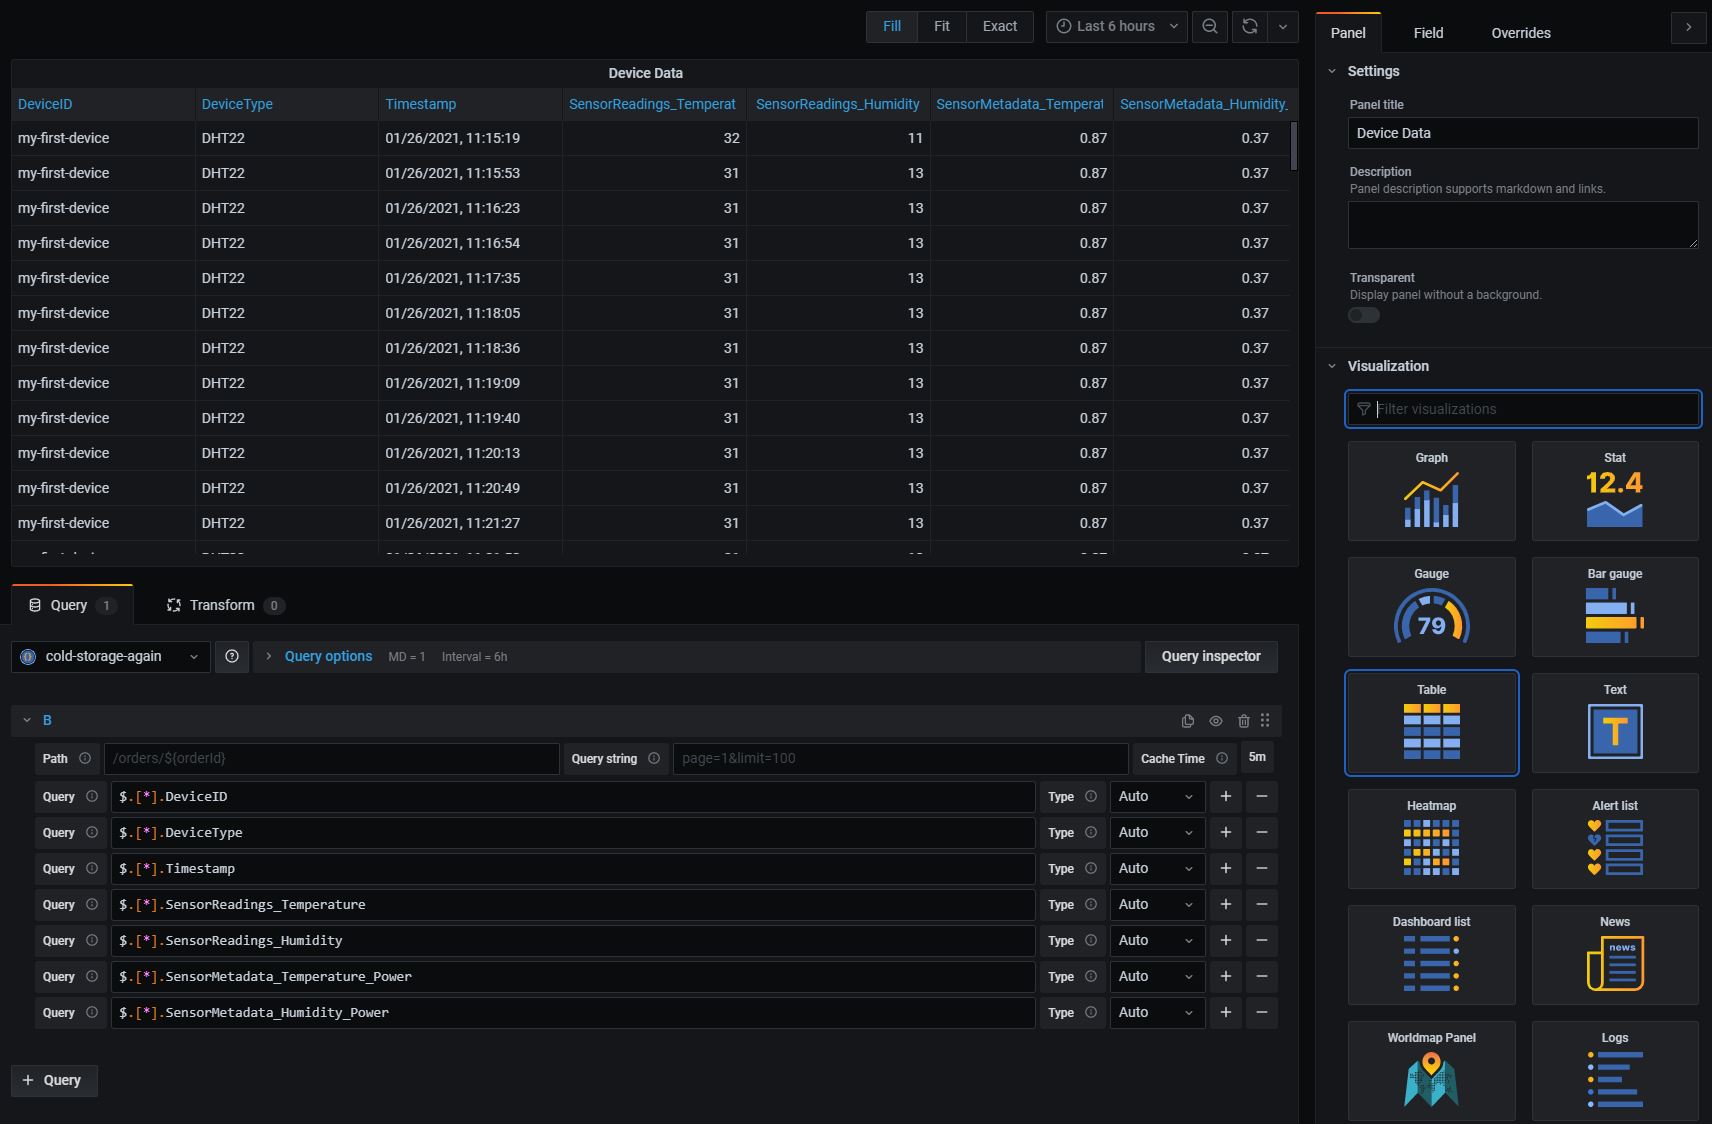 Fill Fit Exact Last 6 hours
Device Data
DeviceID DeviceType Timestamp SensorReadings_Temperat SensorReadings_Humidity SensorMetadata_Temperat SensorMetadata_Humidity_
my-first-device DHT22 01/26/2021, 11:15:19 32 11 0.87 0.37
my-first-device DHT22 01/26/2021, 11:15:53 31 13 0.87 0.37
my-first-device DHT22 01/26/2021, 11:16:23 31 13 0.87 0.37
my-first-device DHT22 01/26/2021, 11:16:54 31 13 0.87 0.37
my-first-device DHT22 01/26/2021, 11:17:35 31 13 0.87 0.37
my-first-device DHT22 01/26/2021, 11:18:05 31 13 0.87 0.37
my-first-device DHT22 01/26/2021, 11:18:36 31 13 0.87 0.37
my-first-device DHT22 01/26/2021, 11:19:09 31 13 0.87 0.37
my-first-device DHT22 01/26/2021, 11:19:40 31 13 0.87 0.37
my-first-device DHT22 01/26/2021, 11:20:13 31 13 0.87 0.37
my-first-device DHT22 01/26/2021, 11:20:49 31 13 0.87 0.37
my-first-device DHT22 01/26/2021, 11:21:27 31 13 0.87 0.37
Query 1 Transform 0
cold-storage-again Query options MD = 1 Interval = 6h Query inspector
B
Path /orders/${orderId} Query string page=1&limit=100 Cache Time 5m
Query $.[*].DeviceID Type Auto + −
Query $.[*].DeviceType Type Auto + −
Query $.[*].Timestamp Type Auto + −
Query $.[*].SensorReadings_Temperature Type Auto + −
Query $.[*].SensorReadings_Humidity Type Auto + −
Query $.[*].SensorMetadata_Temperature_Power Type Auto + −
Query $.[*].SensorMetadata_Humidity_Power Type Auto + −
+ Query
Panel Field Overrides
Settings
Panel title
Device Data
Description
Panel description supports markdown and links.
Transparent
Display panel without a background.
Visualization
Filter visualizations
Graph Stat
12.4
Gauge Bar gauge
79
Table Text
T
Heatmap Alert list
Dashboard list News
news
Worldmap Panel Logs